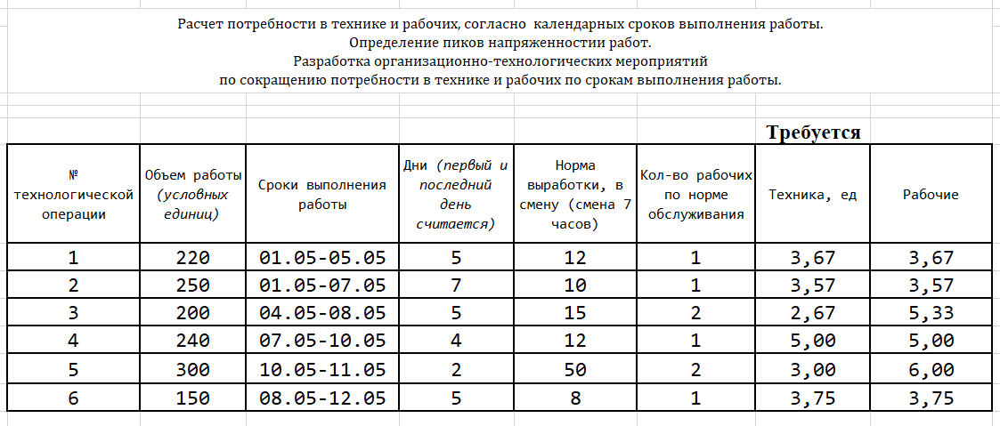 Расчет потребности в технике и рабочих, согласно календарных сроков выполнения работы.
Определение пиков напряженностии работ.
Разработка организационно-технологических мероприятий
по сокращению потребности в технике и рабочих по срокам выполнения работы.
Требуется
№ технологической операции | Объем работы (условных единиц) | Сроки выполнения работы | Дни (первый и последний день считается) | Норма выработки, в смену (смена 7 часов) | Кол-во рабочих по норме обслуживания | Техника, ед | Рабочие
1 | 220 | 01.05-05.05 | 5 | 12 | 1 | 3,67 | 3,67
2 | 250 | 01.05-07.05 | 7 | 10 | 1 | 3,57 | 3,57
3 | 200 | 04.05-08.05 | 5 | 15 | 2 | 2,67 | 5,33
4 | 240 | 07.05-10.05 | 4 | 12 | 1 | 5,00 | 5,00
5 | 300 | 10.05-11.05 | 2 | 50 | 2 | 3,00 | 6,00
6 | 150 | 08.05-12.05 | 5 | 8 | 1 | 3,75 | 3,75